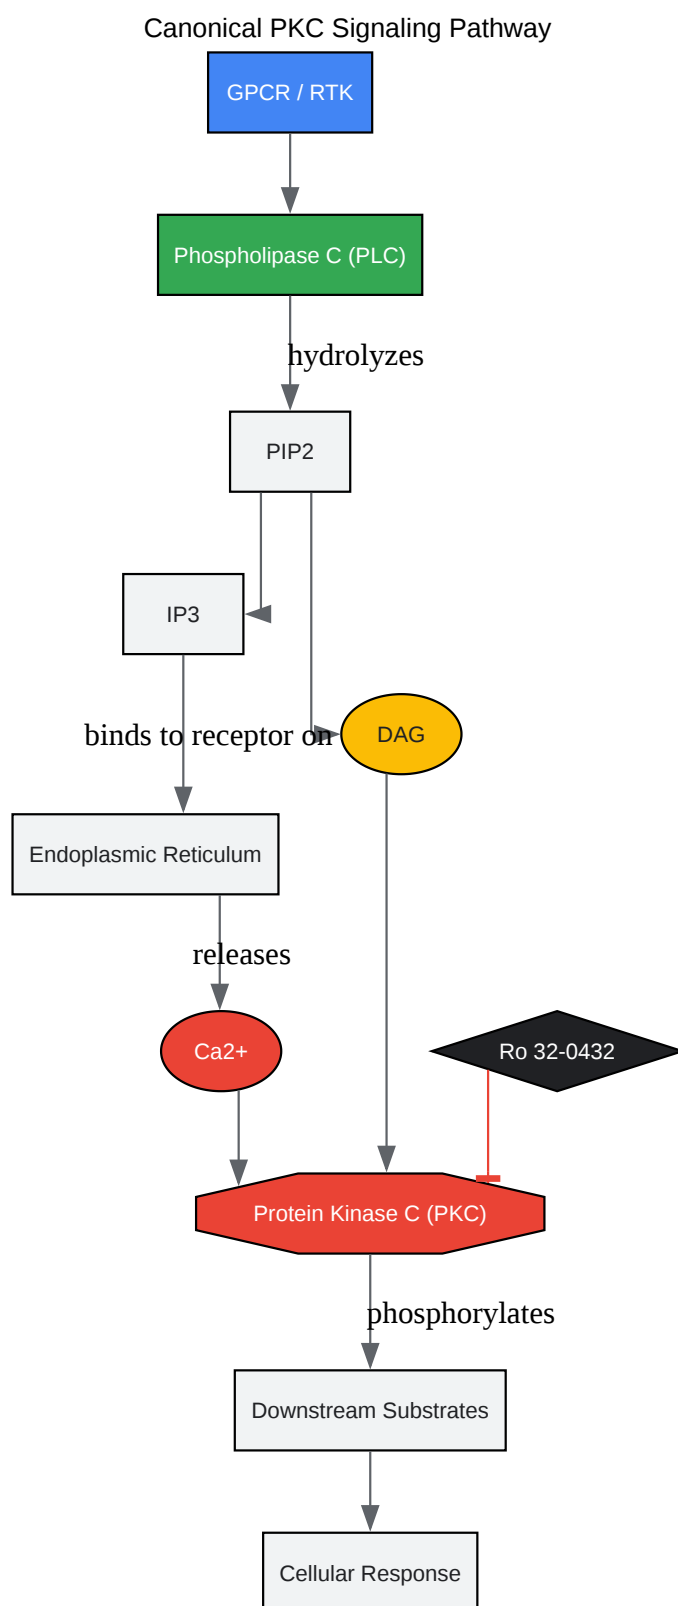 Canonical PKC Signaling Pathway
GPCR / RTK
Phospholipase C (PLC)
hydrolyzes
PIP2
IP3
binds to receptor on
DAG
Endoplasmic Reticulum
releases
Ca2+
Ro 32-0432
Protein Kinase C (PKC)
phosphorylates
Downstream Substrates
Cellular Response